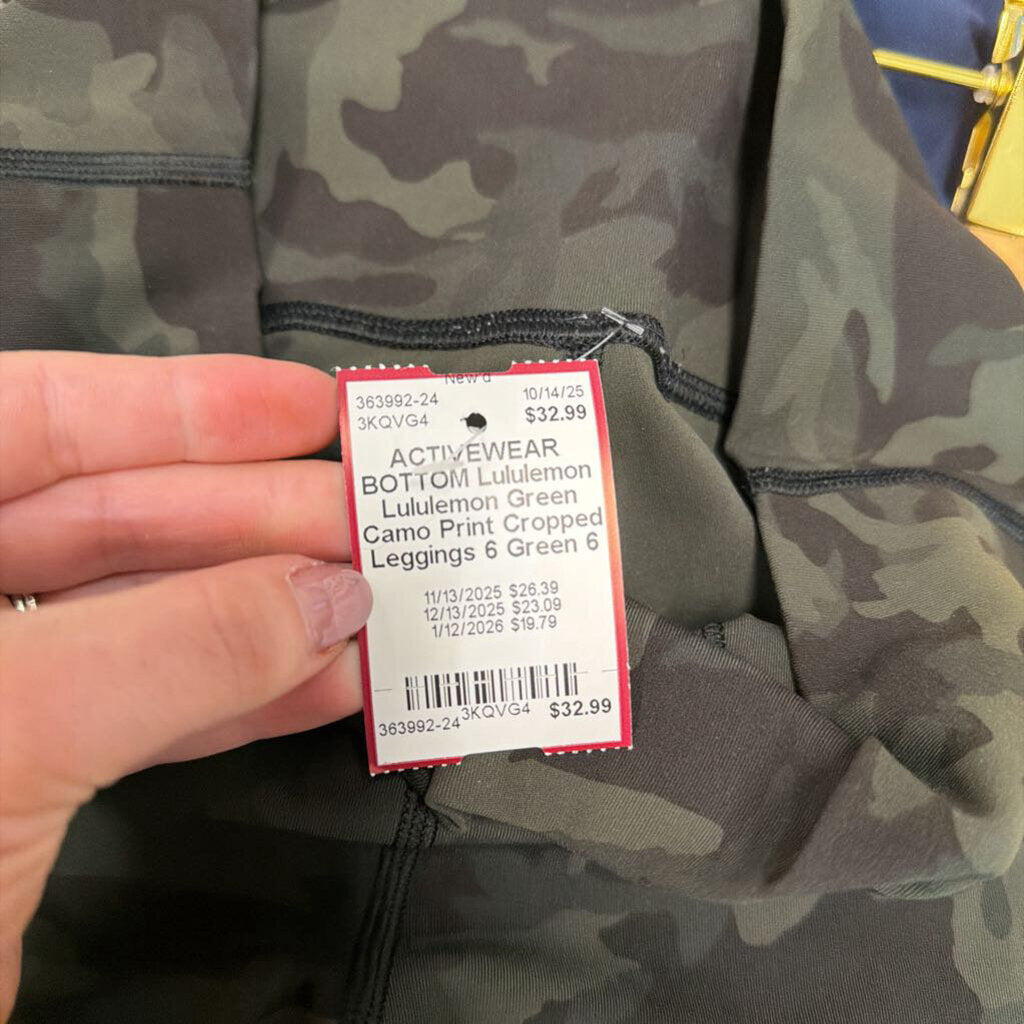 New'd
363992-24 10/14/25
3KQVG4 $32.99
ACTIVEWEAR
BOTTOM Lululemon
Lululemon Green
Camo Print Cropped
Leggings 6 Green 6
11/13/2025 $26.39
12/13/2025 $23.09
1/12/2026 $19.79
363992-24 3KQVG4 $32.99